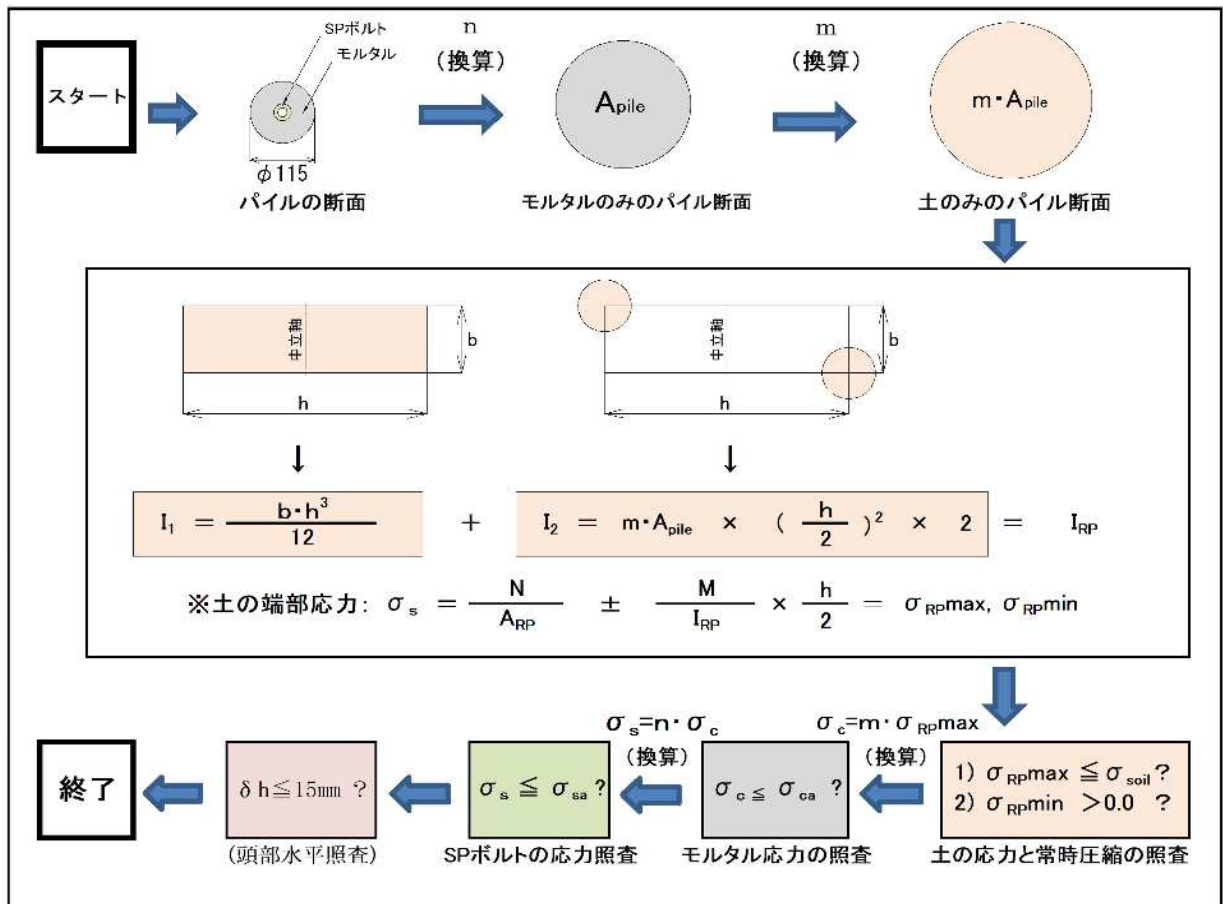 スタート
SPボルト
モルタル
φ115
パイルの断面
n
(換算)
Apile
モルタルのみのパイル断面
m
(換算)
m・Apile
土のみのパイル断面
中立軸
b
h
中立軸
b
h
↓
↓
I₁ = b・h³/12 + I₂ = m・Apile × (h/2)² × 2 = IRP
※土の端部応力: σs = N/ARP ± M/IRP × h/2 = σRPmax, σRPmin
σs=n・σc
(換算)
σc=m・σRPmax
(換算)
終了
δh≦15mm ?
(頭部水平照査)
σs ≦ σsa ?
SPボルトの応力照査
σc ≦ σca ?
モルタル応力の照査
1) σRPmax ≦ σsoil ?
2) σRPmin >0.0 ?
土の応力と常時圧縮の照査